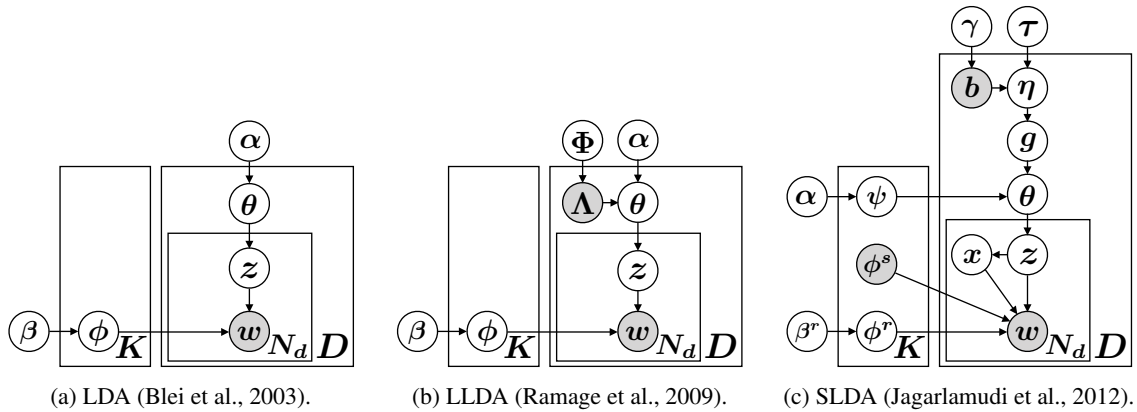 α
θ
z
β
ϕ
K
w
N_d
D
(a) LDA (Blei et al., 2003).
Φ
α
Λ
θ
z
β
ϕ
K
w
N_d
D
(b) LLDA (Ramage et al., 2009).
γ
τ
b
η
g
α
ψ
θ
ϕ^s
x
z
β^r
ϕ^r
K
w
N_d
D
(c) SLDA (Jagarlamudi et al., 2012).